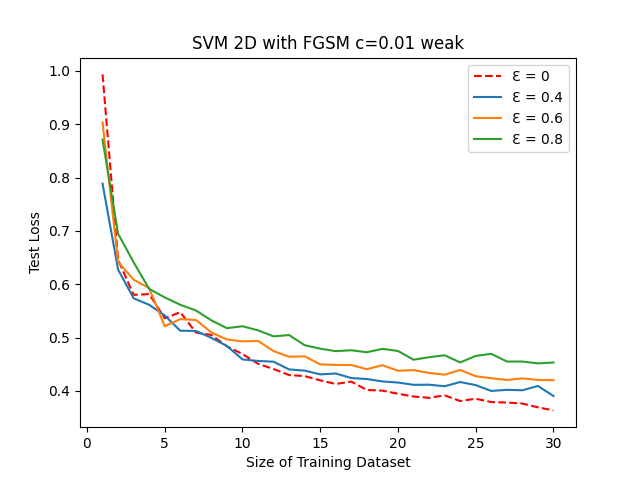 SVM 2D with FGSM c=0.01 weak
Ɛ = 0
Ɛ = 0.4
Ɛ = 0.6
Ɛ = 0.8
1.0
0.9
0.8
0.7
0.6
0.5
0.4
Test Loss
0 5 10 15 20 25 30
Size of Training Dataset